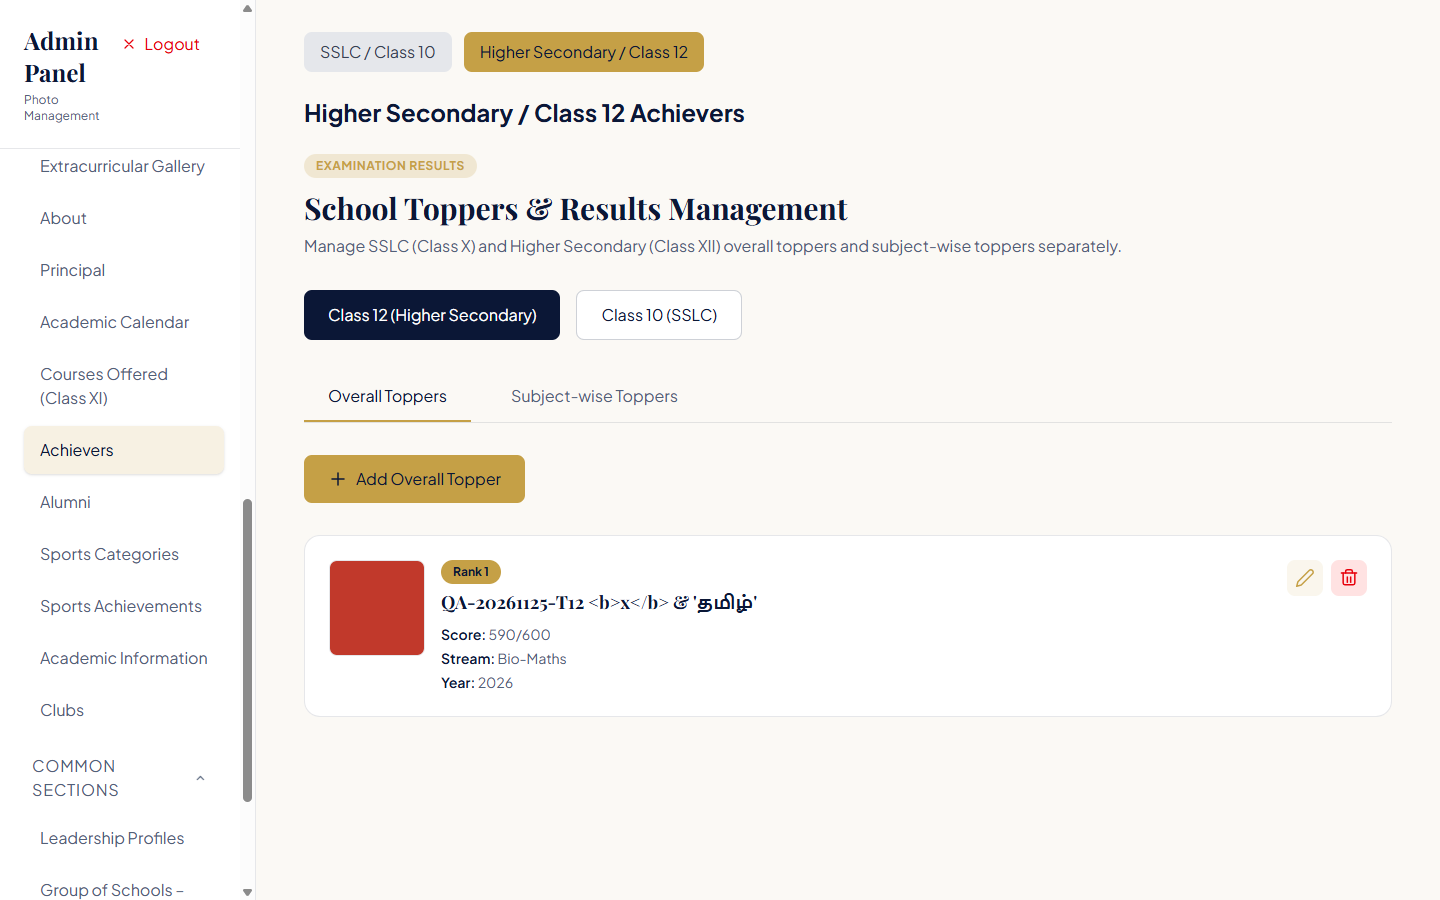 Admin
Panel
Logout
Photo
Management
Extracurricular Gallery
About
Principal
Academic Calendar
Courses Offered
(Class XI)
Achievers
Alumni
Sports Categories
Sports Achievements
Academic Information
Clubs
COMMON
SECTIONS
Leadership Profiles
Group of Schools –
SSLC / Class 10
Higher Secondary / Class 12
Higher Secondary / Class 12 Achievers
EXAMINATION RESULTS
School Toppers & Results Management
Manage SSLC (Class X) and Higher Secondary (Class XII) overall toppers and subject-wise toppers separately.
Class 12 (Higher Secondary)
Class 10 (SSLC)
Overall Toppers
Subject-wise Toppers
Add Overall Topper
Rank 1
QA-20261125-T12 <b>x</b> & 'தமிழ்'
Score: 590/600
Stream: Bio-Maths
Year: 2026